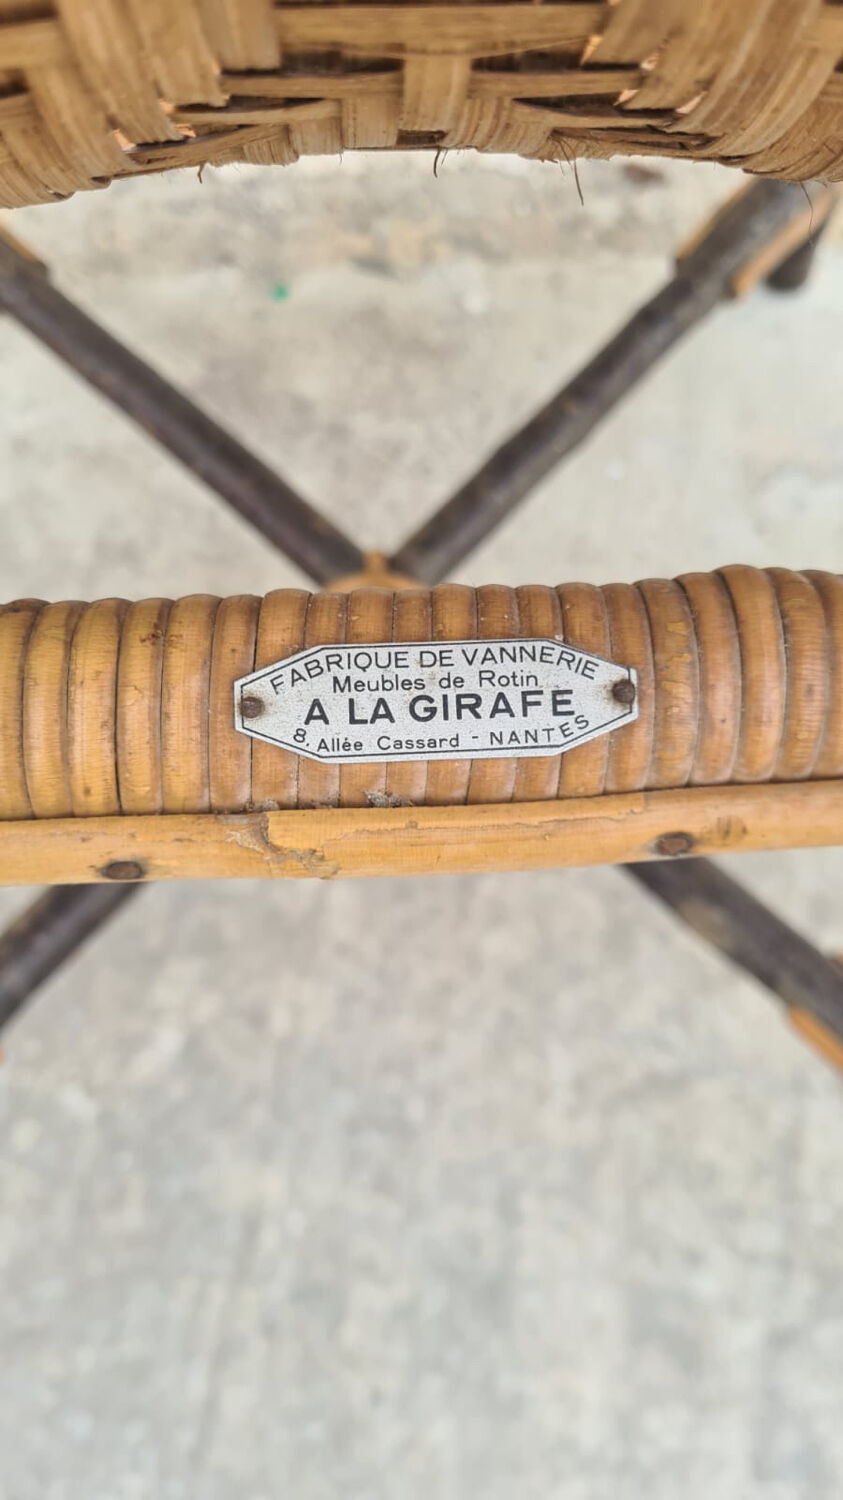 FABRIQUE DE VANNERIE
Meubles de Rotin
A LA GIRAFE
8, Allée Cassard - NANTES